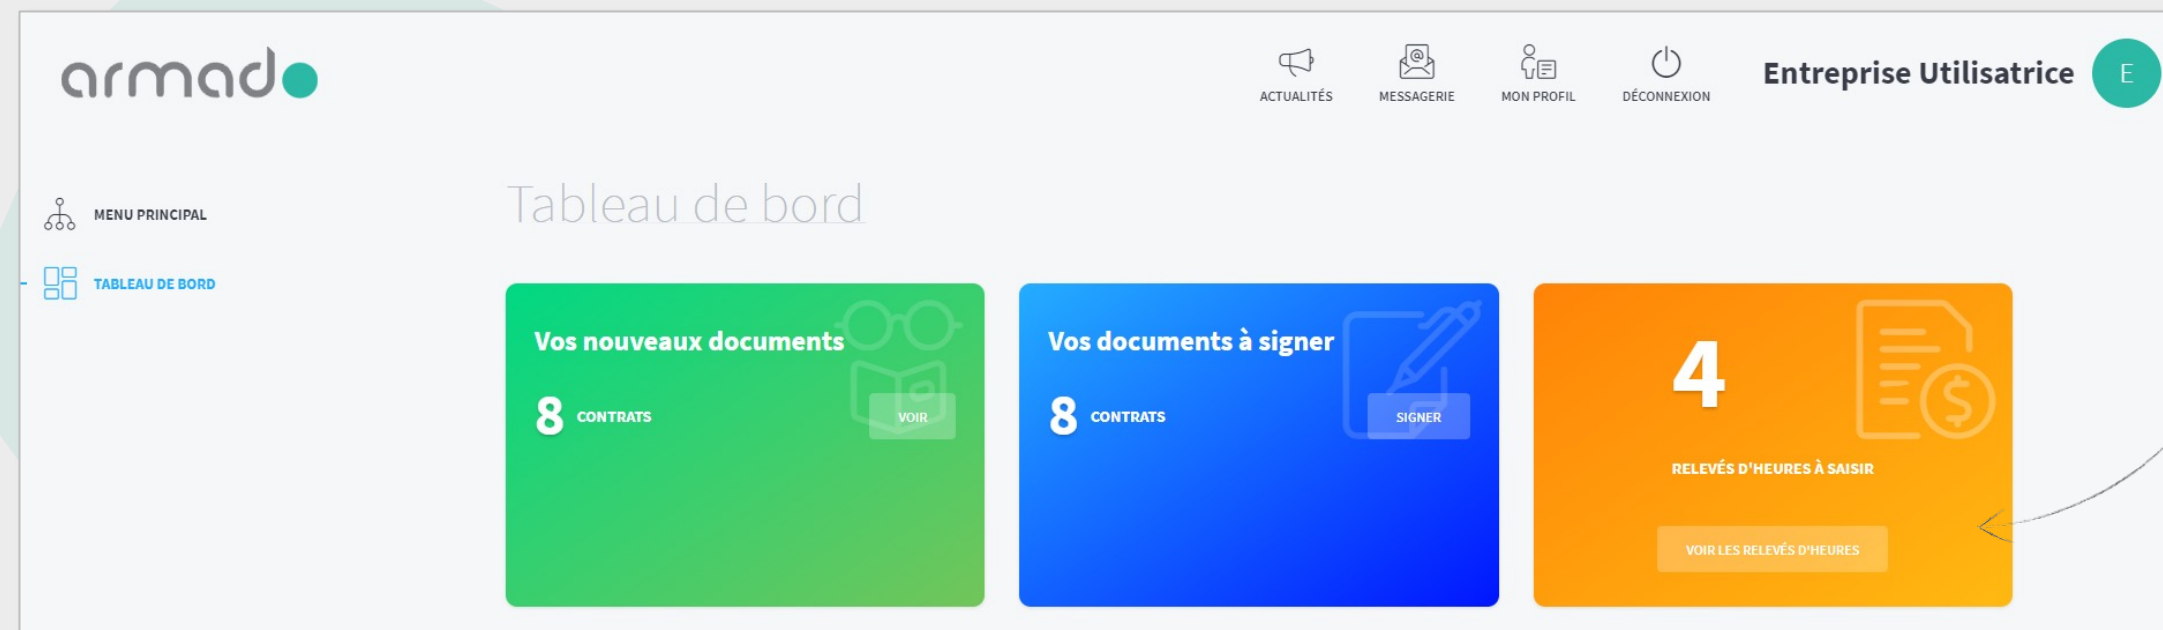 armado
ACTUALITÉS
MESSAGERIE
MON PROFIL
DÉCONNEXION
Entreprise Utilisatrice
E
MENU PRINCIPAL
TABLEAU DE BORD
Tableau de bord
Vos nouveaux documents
8 CONTRATS
VOIR
Vos documents à signer
8 CONTRATS
SIGNER
4
RELEVÉS D'HEURES À SAISIR
VOIR LES RELEVÉS D'HEURES